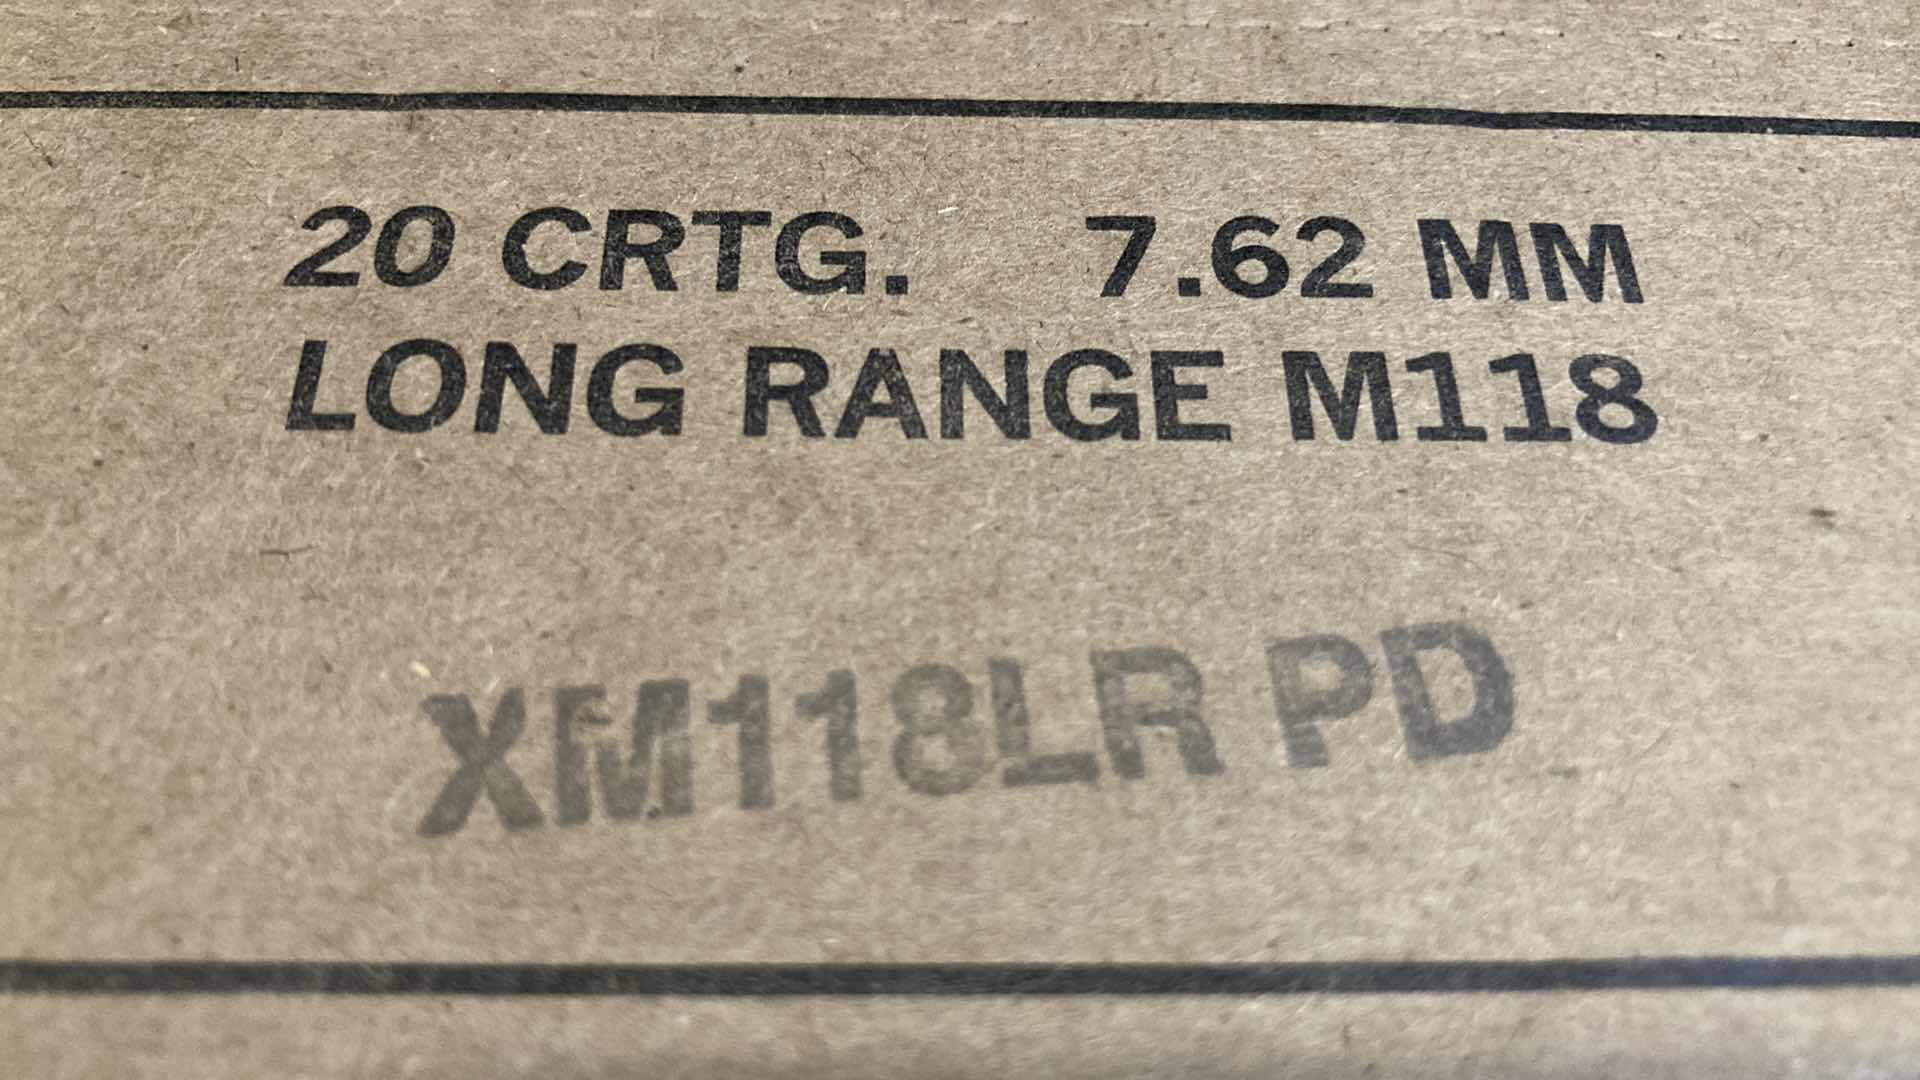 20 CRTG. 7.62 MM
LONG RANGE M118
XM118LR PD